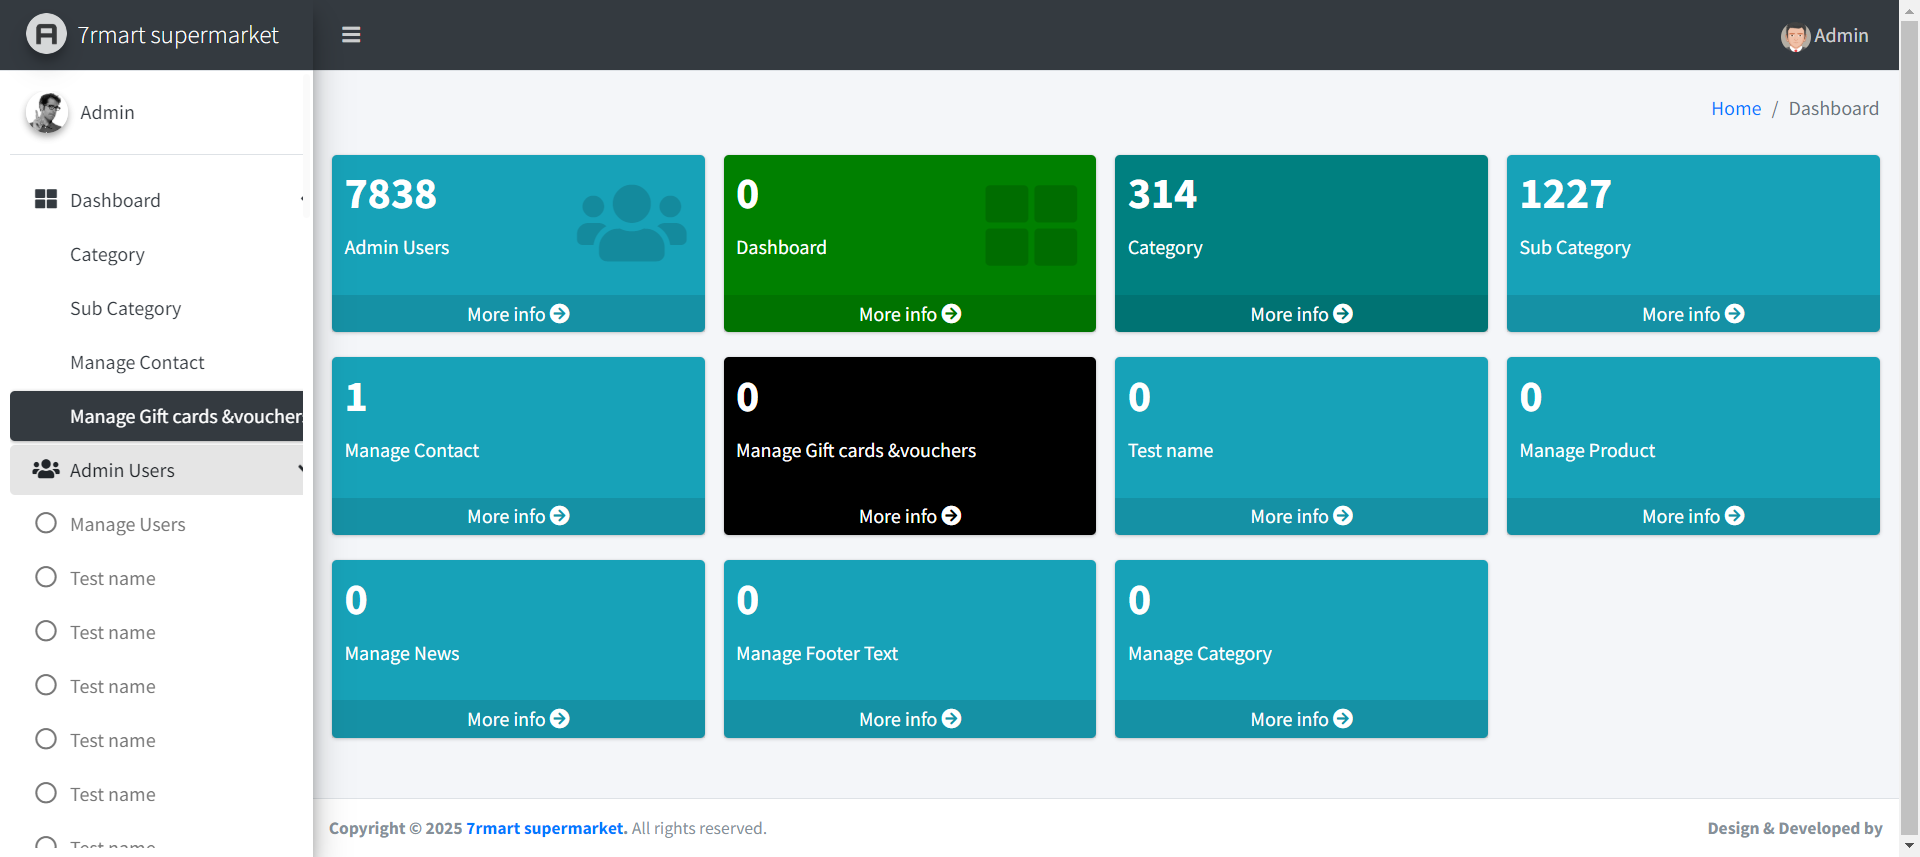 7rmart supermarket
Admin
Admin
Home / Dashboard
Dashboard
Category
Sub Category
Manage Contact
Manage Gift cards &voucher
Admin Users
Manage Users
Test name
Test name
Test name
Test name
Test name
Test name
7838
Admin Users
More info
0
Dashboard
More info
314
Category
More info
1227
Sub Category
More info
1
Manage Contact
More info
0
Manage Gift cards &vouchers
More info
0
Test name
More info
0
Manage Product
More info
0
Manage News
More info
0
Manage Footer Text
More info
0
Manage Category
More info
Copyright © 2025 7rmart supermarket. All rights reserved.
Design & Developed by